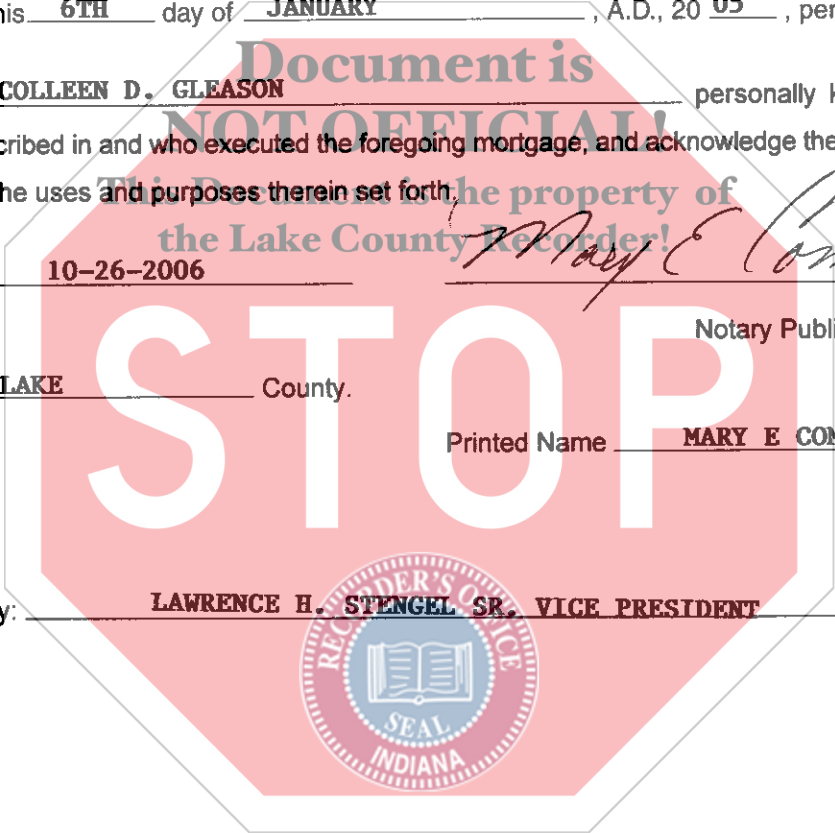 his 6TH day of JANUARY , A.D., 20 05 , per
Document is
COLLEEN D. GLEASON personally k
NOT OFFICIAL!
cribed in and who executed the foregoing mortgage, and acknowledge the
he uses and purposes therein set forth.
This Document is the property of
the Lake County Recorder!
Mary E Com
10-26-2006
Notary Publi
STOP
LAKE County.
Printed Name MARY E CON
y: LAWRENCE H. STENGEL SR. VICE PRESIDENT
RECORDER'S OFFICE
SEAL
INDIANA